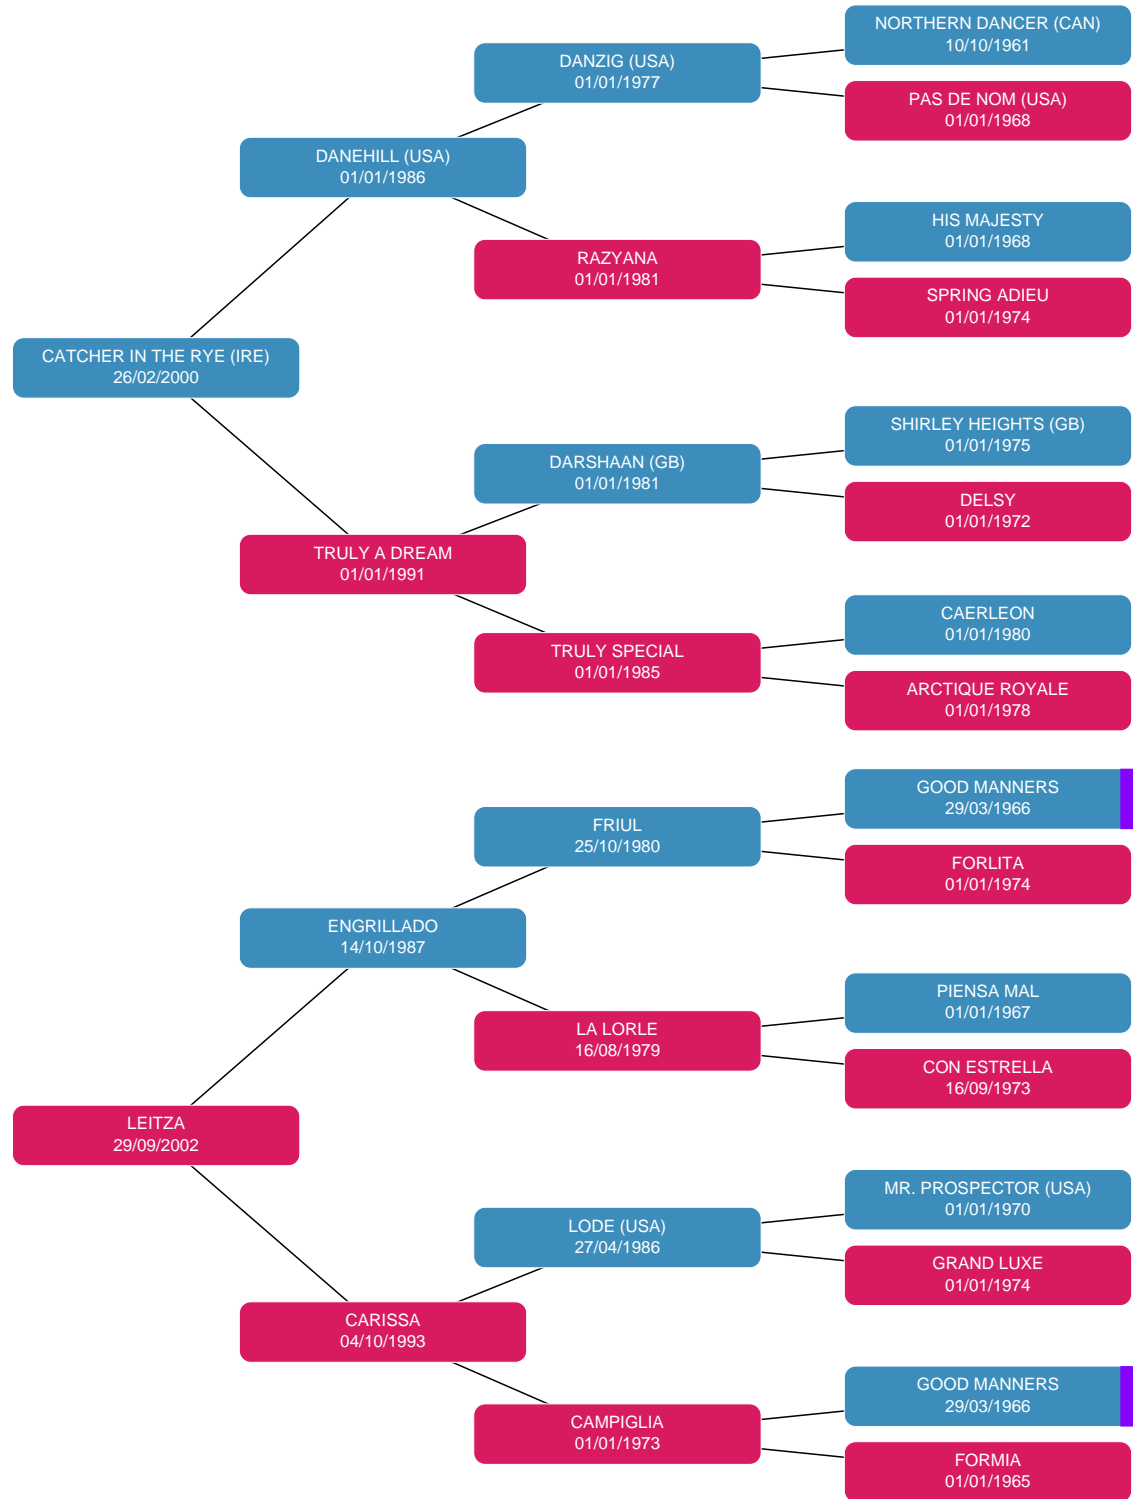 NORTHERN DANCER (CAN)
10/10/1961
DANZIG (USA)
01/01/1977
PAS DE NOM (USA)
01/01/1968
DANEHILL (USA)
01/01/1986
HIS MAJESTY
01/01/1968
RAZYANA
01/01/1981
SPRING ADIEU
01/01/1974
CATCHER IN THE RYE (IRE)
26/02/2000
SHIRLEY HEIGHTS (GB)
01/01/1975
DARSHAAN (GB)
01/01/1981
DELSY
01/01/1972
TRULY A DREAM
01/01/1991
CAERLEON
01/01/1980
TRULY SPECIAL
01/01/1985
ARCTIQUE ROYALE
01/01/1978
GOOD MANNERS
29/03/1966
FRIUL
25/10/1980
FORLITA
01/01/1974
ENGRILLADO
14/10/1987
PIENSA MAL
01/01/1967
LA LORLE
16/08/1979
CON ESTRELLA
16/09/1973
LEITZA
29/09/2002
MR. PROSPECTOR (USA)
01/01/1970
LODE (USA)
27/04/1986
GRAND LUXE
01/01/1974
CARISSA
04/10/1993
GOOD MANNERS
29/03/1966
CAMPIGLIA
01/01/1973
FORMIA
01/01/1965